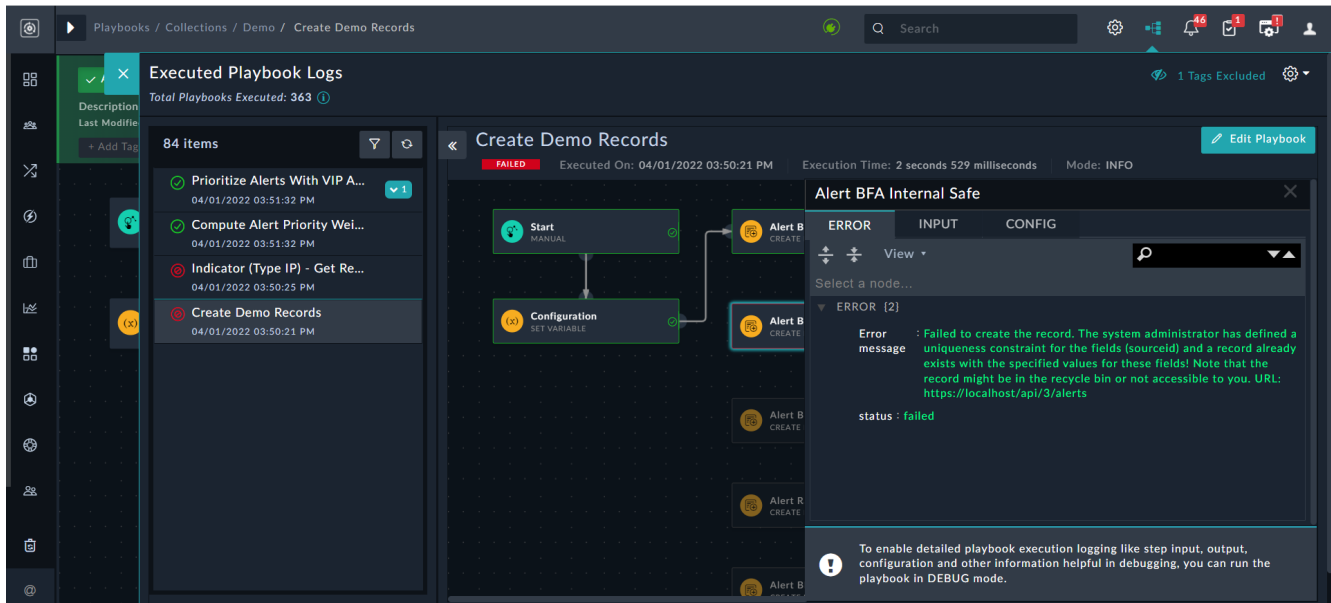 Playbooks / Collections / Demo / Create Demo Records
Search
46
1
!
Executed Playbook Logs
Total Playbooks Executed: 363
1 Tags Excluded
Description
Last Modifie
+ Add Tag
84 items
Prioritize Alerts With VIP A...
04/01/2022 03:51:32 PM
1
Compute Alert Priority Wei...
04/01/2022 03:51:32 PM
Indicator (Type IP) - Get Re...
04/01/2022 03:50:25 PM
Create Demo Records
04/01/2022 03:50:21 PM
(x)
«
Create Demo Records
Edit Playbook
FAILED
Executed On: 04/01/2022 03:50:21 PM
Execution Time: 2 seconds 529 milliseconds
Mode: INFO
Start
MANUAL
(x)
Configuration
SET VARIABLE
Alert B
CREATE
Alert B
CREATE
Alert B
CREATE
Alert R
CREATE
Alert B
Alert BFA Internal Safe
ERROR
INPUT
CONFIG
View
Select a node...
ERROR {2}
Error message : Failed to create the record. The system administrator has defined a
uniqueness constraint for the fields (sourceid) and a record already
exists with the specified values for these fields! Note that the
record might be in the recycle bin or not accessible to you. URL:
https://localhost/api/3/alerts
status : failed
To enable detailed playbook execution logging like step input, output,
configuration and other information helpful in debugging, you can run the
playbook in DEBUG mode.
@